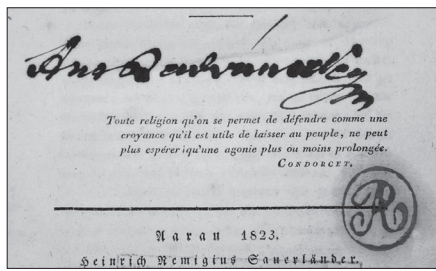 Toute religion qu'on se permet de défendre comme une
croyance qu'il est utile de laisser au peuple, ne peut
plus espérer qu'une agonie plus ou moins prolongée.
CONDORCET.
Aarau 1823.
Heinrich Remigius Sauerländer.